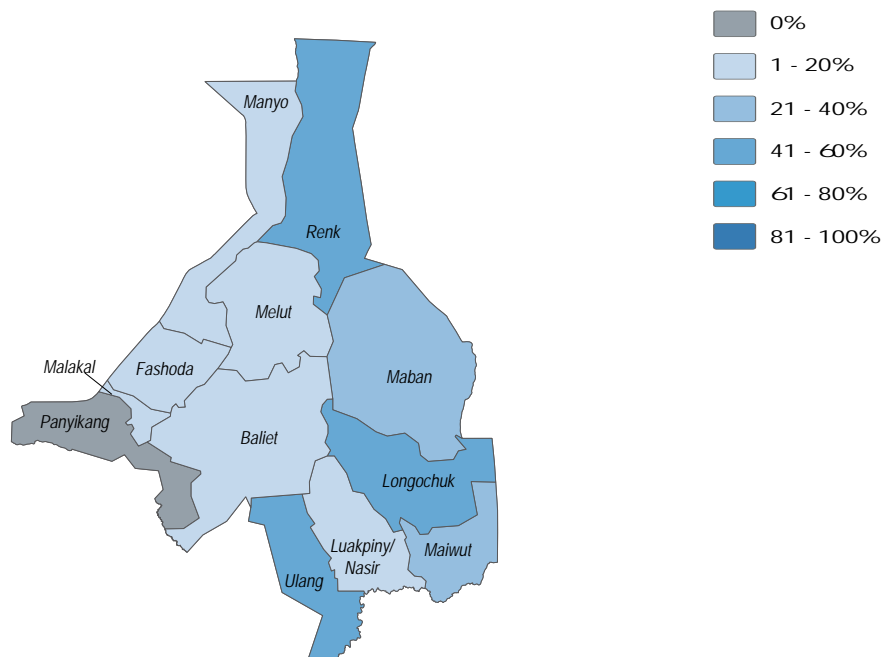 0%
1 - 20%
21 - 40%
41 - 60%
61 - 80%
81 - 100%
Manyo
Renk
Melut
Malakal
Fashoda
Maban
Panyikang
Baliet
Longochuk
Luakpiny/
Nasir
Maiwut
Ulang